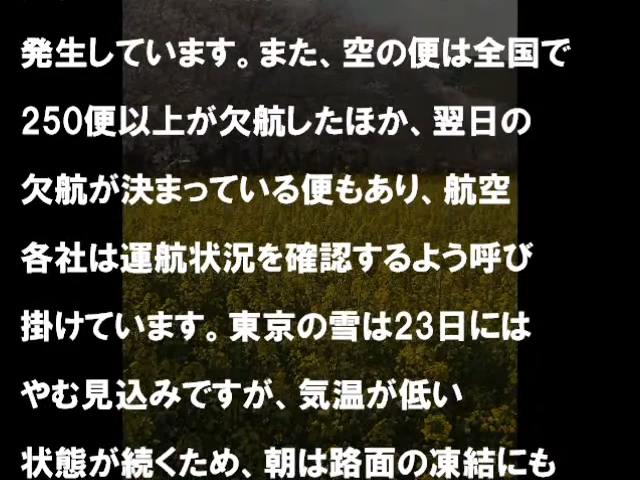 発生しています。また、空の便は全国で
250便以上が欠航したほか、翌日の
欠航が決まっている便もあり、航空
各社は運航状況を確認するよう呼び
掛けています。東京の雪は23日には
やむ見込みですが、気温が低い
状態が続くため、朝は路面の凍結にも